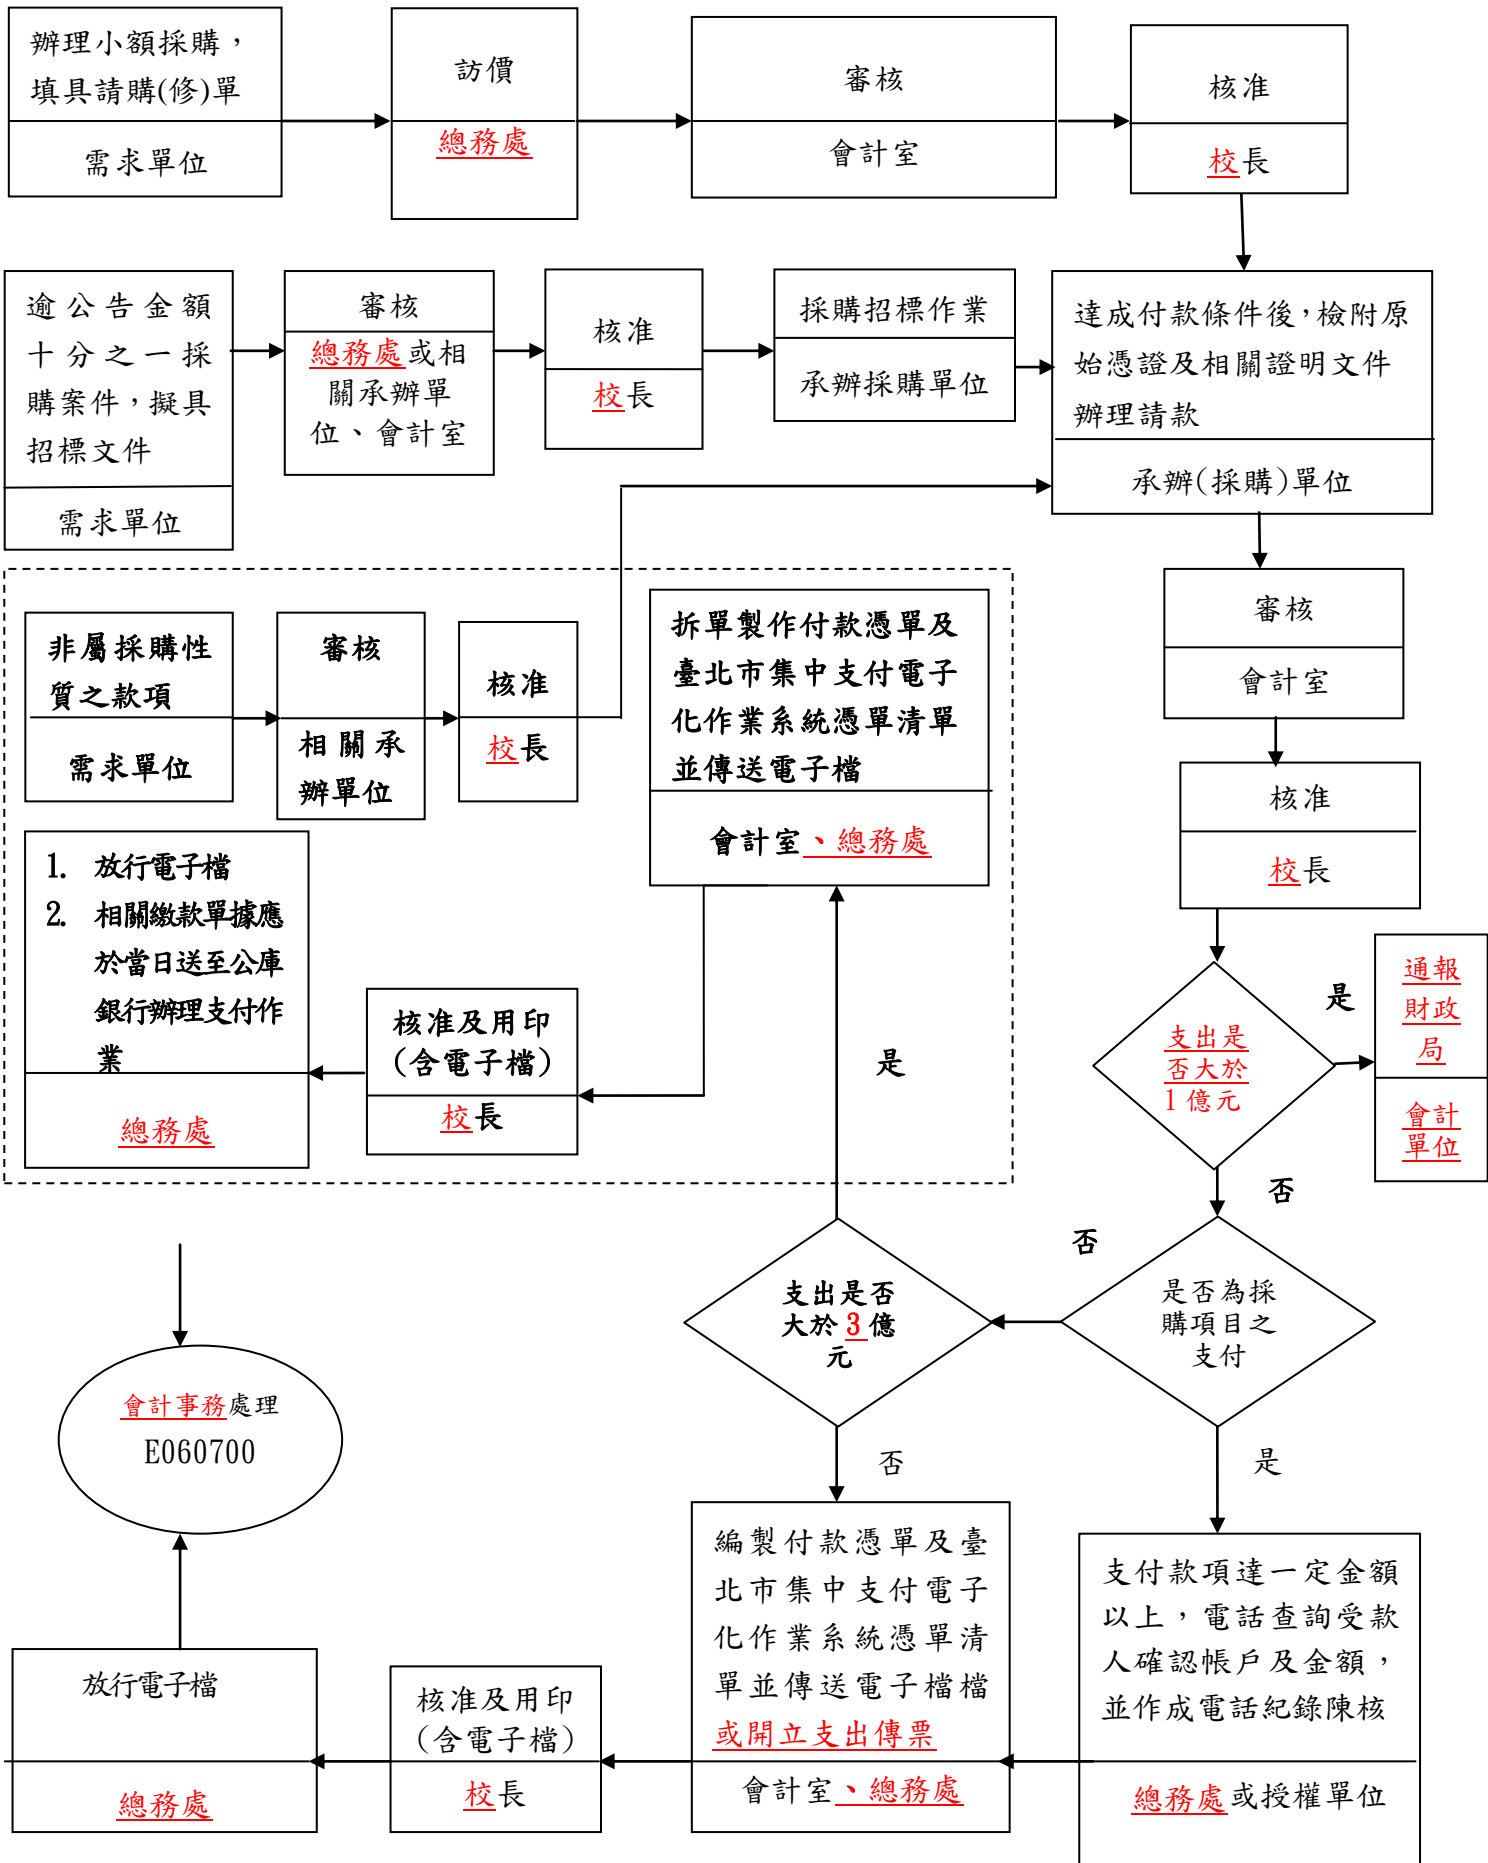 辦理小額採購，
填具請購(修)單
需求單位
訪價
總務處
審核
會計室
核准
校長
逾公告金額
十分之一採
購案件，擬具
招標文件
需求單位
審核
總務處或相
關承辦單
位、會計室
核准
校長
採購招標作業
承辦採購單位
達成付款條件後，檢附原
始憑證及相關證明文件
辦理請款
承辦(採購)單位
非屬採購性
質之款項
需求單位
審核
相關承
辦單位
核准
校長
拆單製作付款憑單及
臺北市集中支付電子
化作業系統憑單清單
並傳送電子檔
會計室、總務處
審核
會計室
核准
校長
1. 放行電子檔
2. 相關繳款單據應
於當日送至公庫
銀行辦理支付作
業
總務處
核准及用印
(含電子檔)
校長
是
支出是
否大於
1億元
是
通報
財政
局
會計
單位
否
否
支出是否
大於3億
元
是否為採
購項目之
支付
會計事務處理
E060700
否
是
編製付款憑單及臺
北市集中支付電子
化作業系統憑單清
單並傳送電子檔檔
或開立支出傳票
會計室、總務處
支付款項達一定金額
以上，電話查詢受款
人確認帳戶及金額，
並作成電話紀錄陳核
總務處或授權單位
放行電子檔
總務處
核准及用印
(含電子檔)
校長